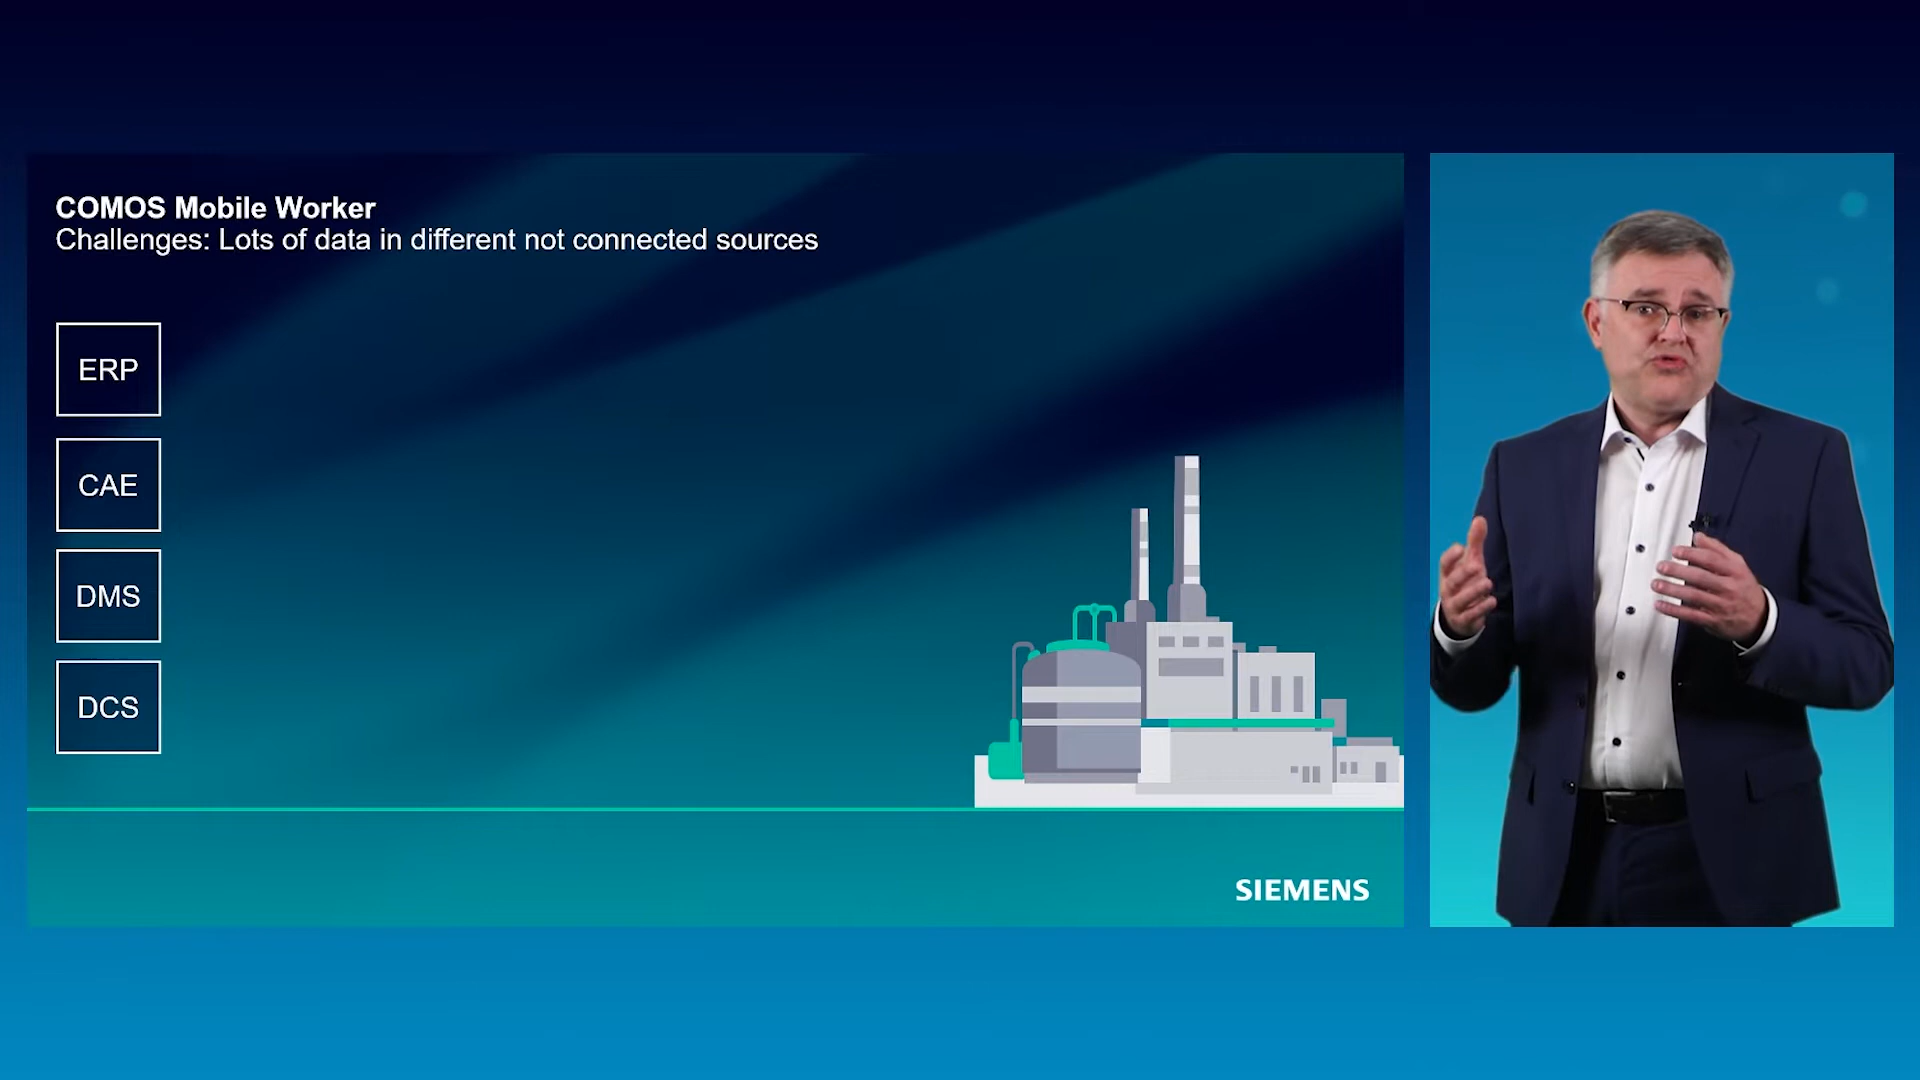 COMOS Mobile Worker
Challenges: Lots of data in different not connected sources
ERP
CAE
DMS
DCS
SIEMENS